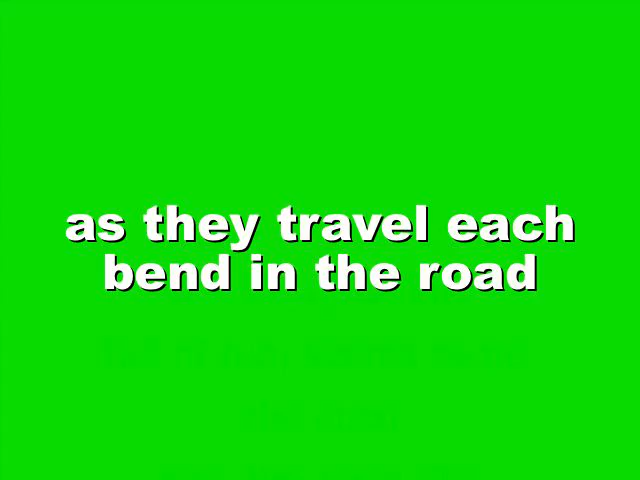 as they travel each
bend in the road